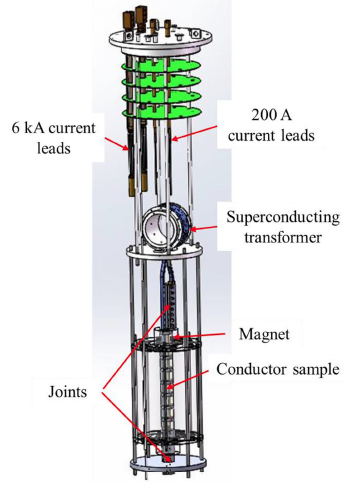 6 kA current
leads
200 A
current leads
Superconducting
transformer
Magnet
Conductor sample
Joints